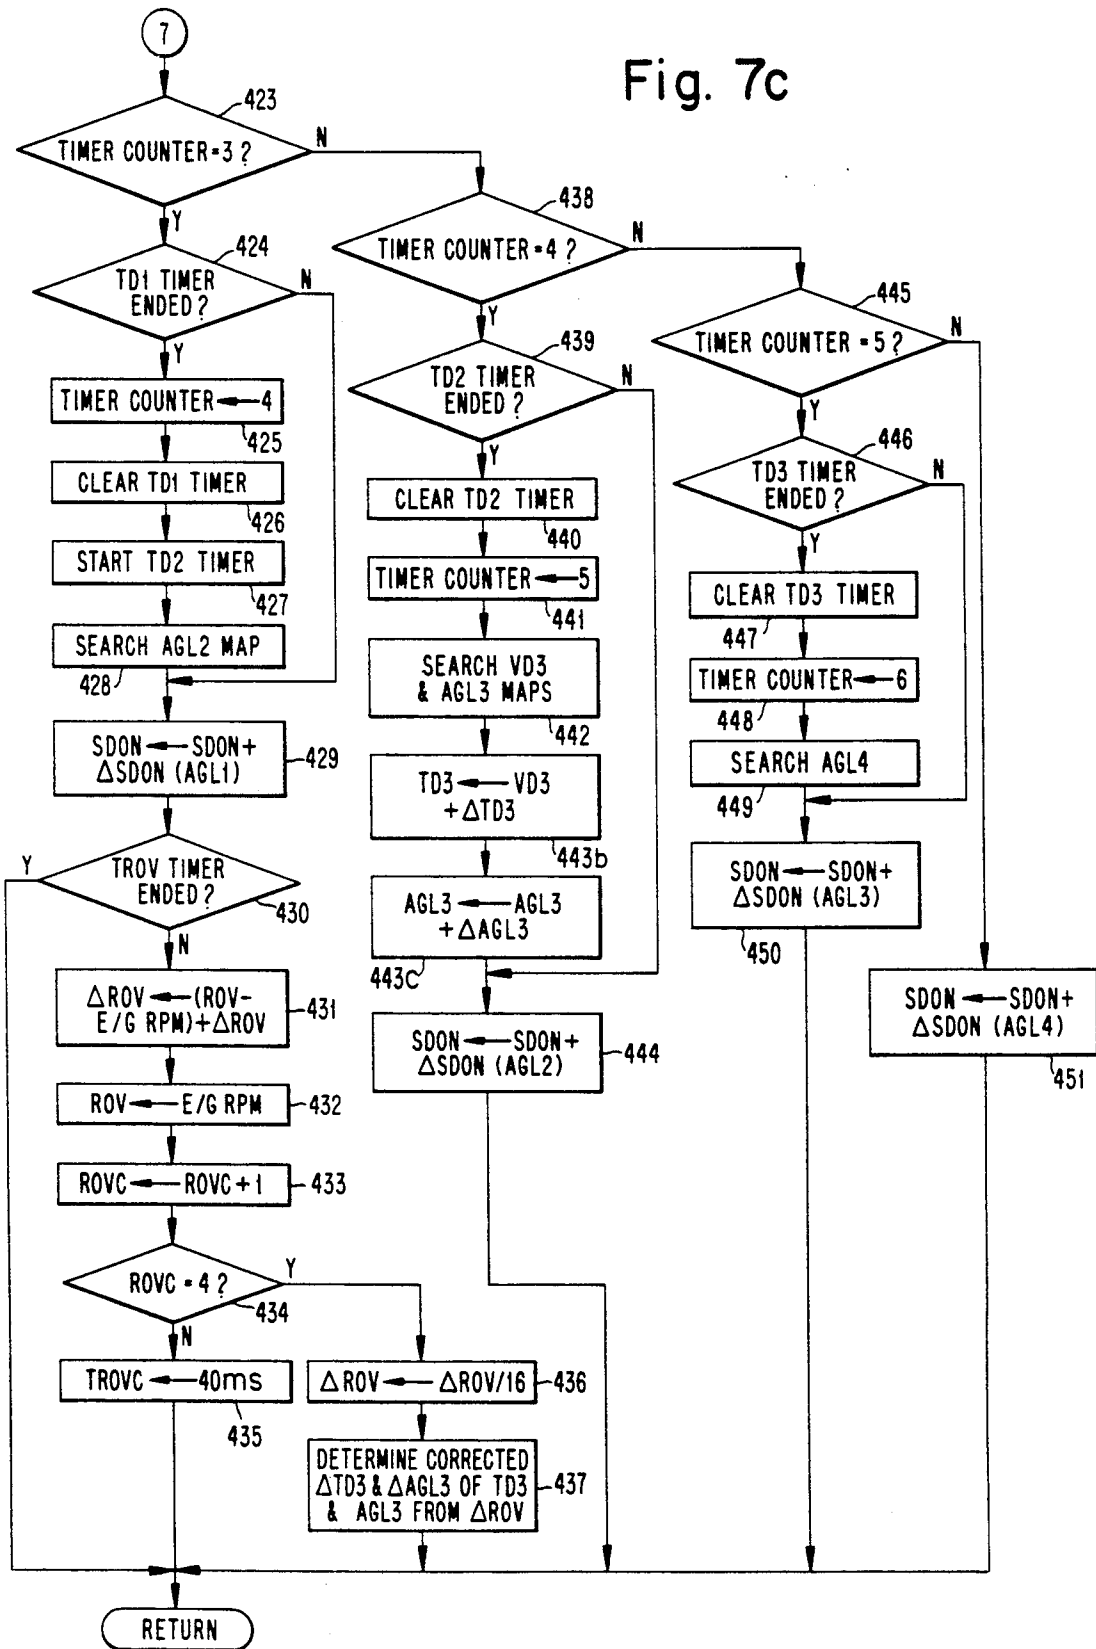 Fig. 7c
7
423
TIMER COUNTER=3?
N
Y
424
TD1 TIMER
ENDED?
N
Y
TIMER COUNTER←4
425
CLEAR TD1 TIMER
426
START TD2 TIMER
427
SEARCH AGL2 MAP
428
SDON←SDON+
ΔSDON (AGL1)
429
TROV TIMER
ENDED?
Y
430
N
ΔROV←(ROV-
E/G RPM)+ΔROV
431
ROV←E/G RPM
432
ROVC←ROVC+1
433
ROVC=4?
Y
434
N
TROVC←40ms
435
ΔROV←ΔROV/16
436
DETERMINE CORRECTED
ΔTD3 & ΔAGL3 OF TD3
& AGL3 FROM ΔROV
437
438
TIMER COUNTER=4?
N
Y
439
TD2 TIMER
ENDED?
N
Y
CLEAR TD2 TIMER
440
TIMER COUNTER←5
441
SEARCH VD3
& AGL3 MAPS
442
TD3←VD3
+ΔTD3
443b
AGL3←AGL3
+ΔAGL3
443c
SDON←SDON+
ΔSDON (AGL2)
444
445
TIMER COUNTER=5?
N
Y
446
TD3 TIMER
ENDED?
N
Y
CLEAR TD3 TIMER
447
TIMER COUNTER←6
448
SEARCH AGL4
449
SDON←SDON+
ΔSDON (AGL3)
450
SDON←SDON+
ΔSDON (AGL4)
451
RETURN